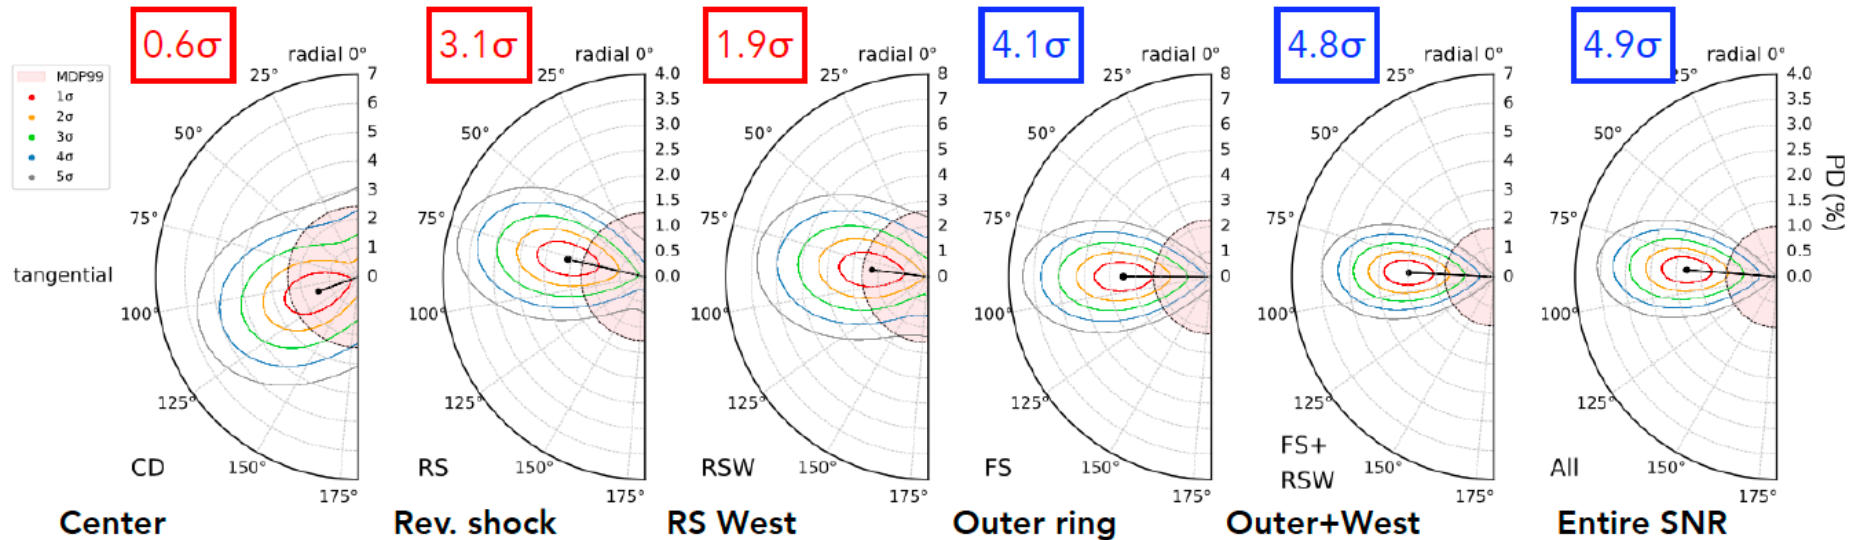 0.6σ
3.1σ
1.9σ
4.1σ
4.8σ
4.9σ
MDP99
1σ
2σ
3σ
4σ
5σ
tangential
radial 0°
25°
50°
75°
100°
125°
150°
175°
7
6
5
4
3
2
1
0
CD
Center
radial 0°
25°
50°
75°
100°
125°
150°
175°
4.0
3.5
3.0
2.5
2.0
1.5
1.0
0.5
0.0
RS
Rev. shock
radial 0°
25°
50°
75°
100°
125°
150°
175°
8
7
6
5
4
3
2
1
0
RSW
RS West
radial 0°
25°
50°
75°
100°
125°
150°
175°
8
7
6
5
4
3
2
1
0
FS
Outer ring
radial 0°
25°
50°
75°
100°
125°
150°
175°
7
6
5
4
3
2
1
0
FS+
RSW
Outer+West
radial 0°
25°
50°
75°
100°
125°
150°
175°
4.0
3.5
3.0
2.5
2.0
1.5
1.0
0.5
0.0
PD (%)
All
Entire SNR